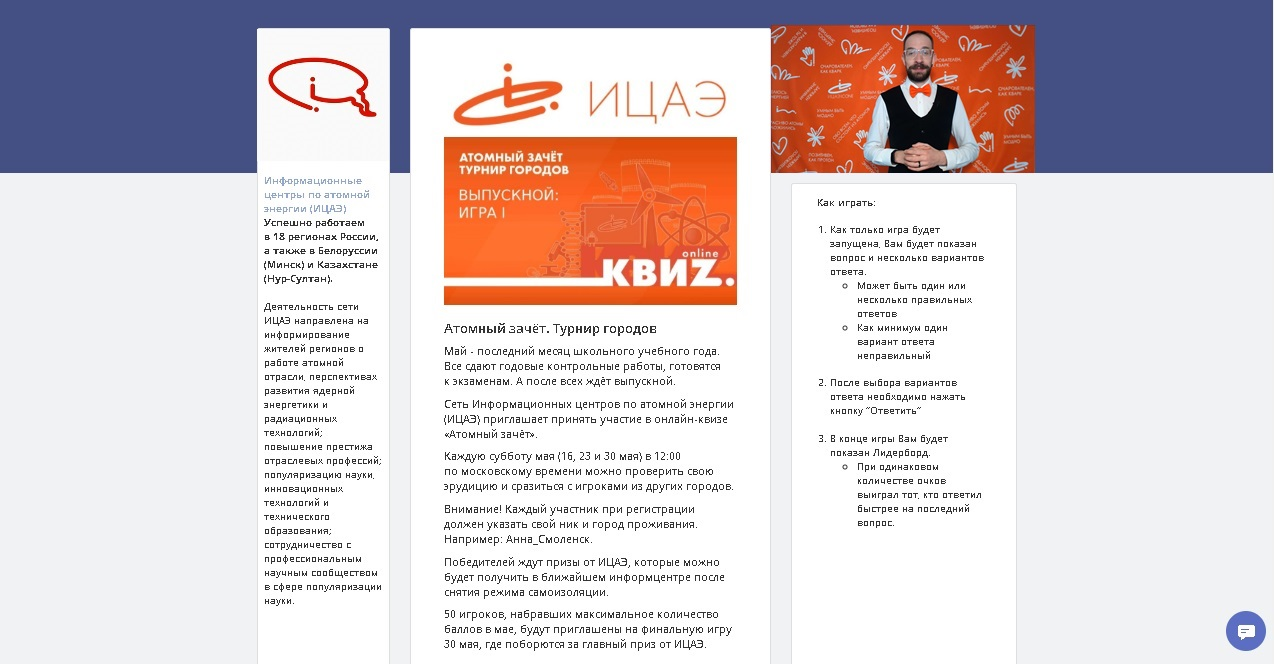 Информационные
центры по атомной
энергии (ИЦАЭ)
Успешно работаем
в 18 регионах России,
а также в Белоруссии
(Минск) и Казахстане
(Нур-Султан).
Деятельность сети
ИЦАЭ направлена на
информирование
жителей регионов о
работе атомной
отрасли, перспективах
развития ядерной
энергетики и
радиационных
технологий;
повышение престижа
отраслевых профессий;
популяризацию науки,
инновационных
технологий и
технического
образования;
сотрудничество с
профессиональным
научным сообществом
в сфере популяризации
науки.
ИЦАЭ
АТОМНЫЙ ЗАЧЁТ
ТУРНИР ГОРОДОВ
ВЫПУСКНОЙ:
ИГРА I
online
КВИZ.
Атомный зачёт. Турнир городов
Май - последний месяц школьного учебного года.
Все сдают годовые контрольные работы, готовятся
к экзаменам. А после всех ждёт выпускной.
Сеть Информационных центров по атомной энергии
(ИЦАЭ) приглашает принять участие в онлайн-квизе
«Атомный зачёт».
Каждую субботу мая (16, 23 и 30 мая) в 12:00
по московскому времени можно проверить свою
эрудицию и сразиться с игроками из других городов.
Внимание! Каждый участник при регистрации
должен указать свой ник и город проживания.
Например: Анна_Смоленск.
Победителей ждут призы от ИЦАЭ, которые можно
будет получить в ближайшем информцентре после
снятия режима самоизоляции.
50 игроков, набравших максимальное количество
баллов в мае, будут приглашены на финальную игру
30 мая, где поборются за главный приз от ИЦАЭ.
Как играть:
1. Как только игра будет
запущена, Вам будет показан
вопрос и несколько вариантов
ответа.
Может быть один или
несколько правильных
ответов
Как минимум один
вариант ответа
неправильный
2. После выбора вариантов
ответа необходимо нажать
кнопку "Ответить"
3. В конце игры Вам будет
показан Лидерборд.
При одинаковом
количестве очков
выиграл тот, кто ответил
быстрее на последний
вопрос.